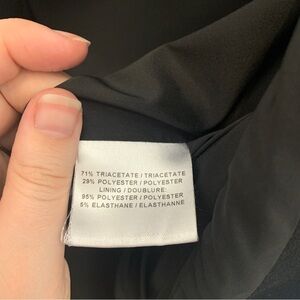 71% TRIACETATE / TRIACETATE
29% POLYESTER / POLYESTER
LINING / DOUBLURE:
95% POLYESTER / POLYESTER
5% ELASTHANE / ELASTHANNE